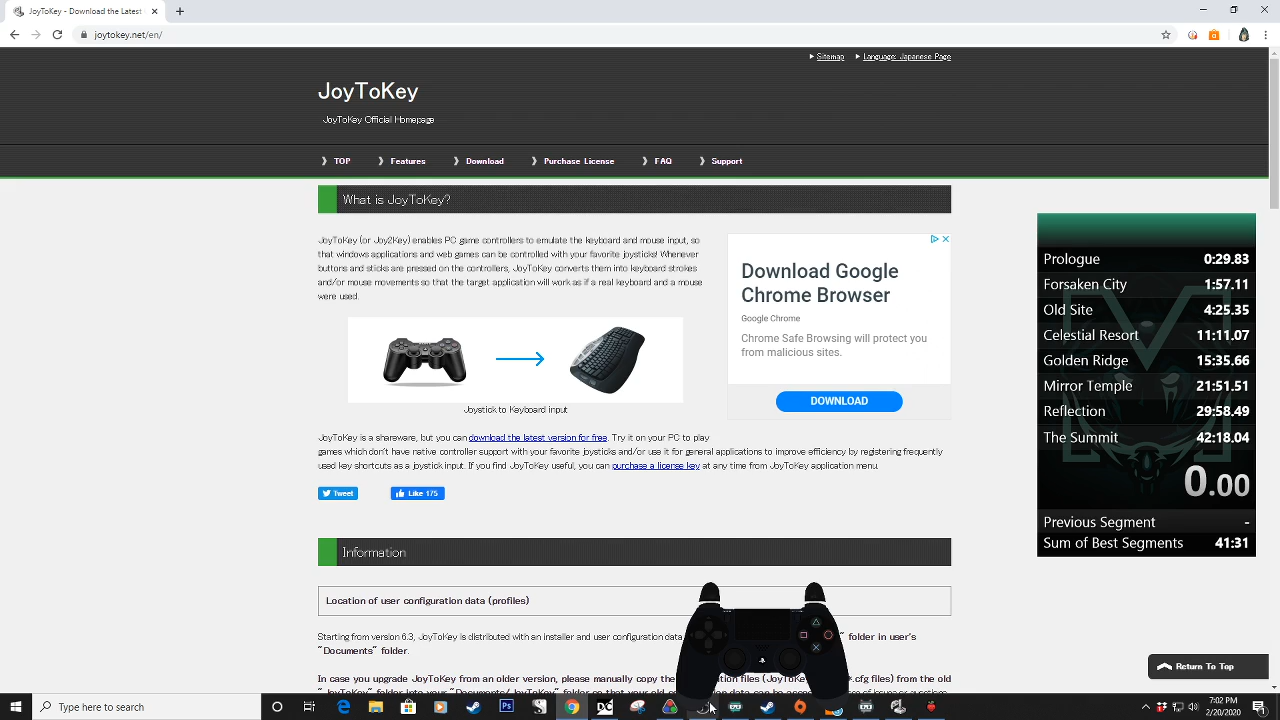 JoyToKey - Download the Latest
joytokey.net/en/
Sitemap
Language: Japanese Page
JoyToKey
JoyToKey Official Homepage
TOP
Features
Download
Purchase License
FAQ
Support
What is JoyToKey?
JoyToKey (or Joy2Key) enables PC game controllers to emulate the keyboard and mouse input, so
that windows applications and web games can be controlled with your favorite joysticks! Whenever
buttons and sticks are pressed on the controllers, JoyToKey converts them into keyboard strokes
and/or mouse movements so that the target application will work as if a real keyboard and a mouse
were used.
Joystick to Keyboard input
Download Google
Chrome Browser
Google Chrome
Chrome Safe Browsing will protect you
from malicious sites.
DOWNLOAD
JoyToKey is a shareware, but you can download the latest version for free. Try it on your PC to play
games which don't have native controller support with your favorite joysticks and/or use it for general applications to improve efficiency by registering frequently
used key shortcuts as a joystick input. If you find JoyToKey useful, you can purchase a license key at any time from JoyToKey application menu.
Tweet
Like 175
Information
Location of user configuration data (profiles)
Starting from version 6.3, JoyToKey is distributed with an installer and user configuration data " folder in user's
"Documents" folder.
In case you upgrade JoyToKey from an older version, please manually copy the ation files (JoyToKe .cfg files) from the old
Return To Top
Prologue 0:29.83
Forsaken City 1:57.11
Old Site 4:25.35
Celestial Resort 11:11.07
Golden Ridge 15:35.66
Mirror Temple 21:51.51
Reflection 29:58.49
The Summit 42:18.04
0.00
Previous Segment -
Sum of Best Segments 41:31
Type here to search
Ps
7:02 PM
2/20/2020